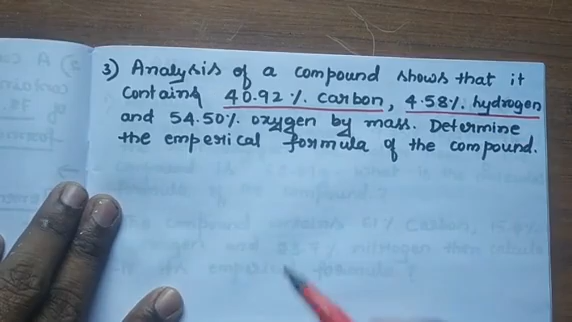 3) Analysis of a compound shows that it
contains 40.92%. carbon, 4.58%. hydrogen
and 54.50%. oxygen by mass. Determine
the emperical formula of the compound.